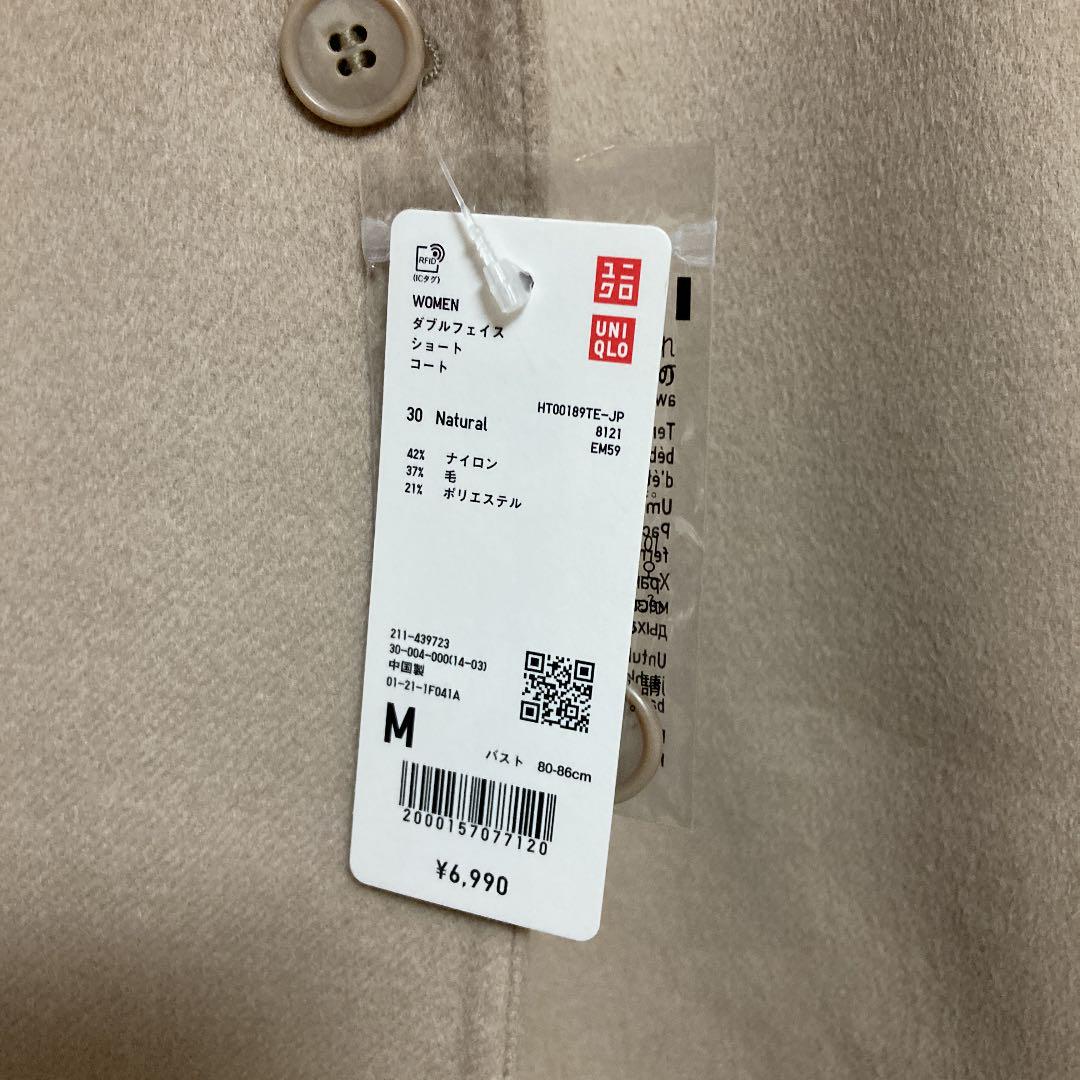 RFID
(ICタグ)
ユニ
クロ
UNI
QLO
WOMEN
ダブルフェイス
ショート
コート
30 Natural
HT00189TE-JP
8121
EM59
42% ナイロン
37% 毛
21% ポリエステル
211-439723
30-004-000(14-03)
中国製
01-21-1F041A
M
バスト 80-86cm
2000157077120
¥6,990